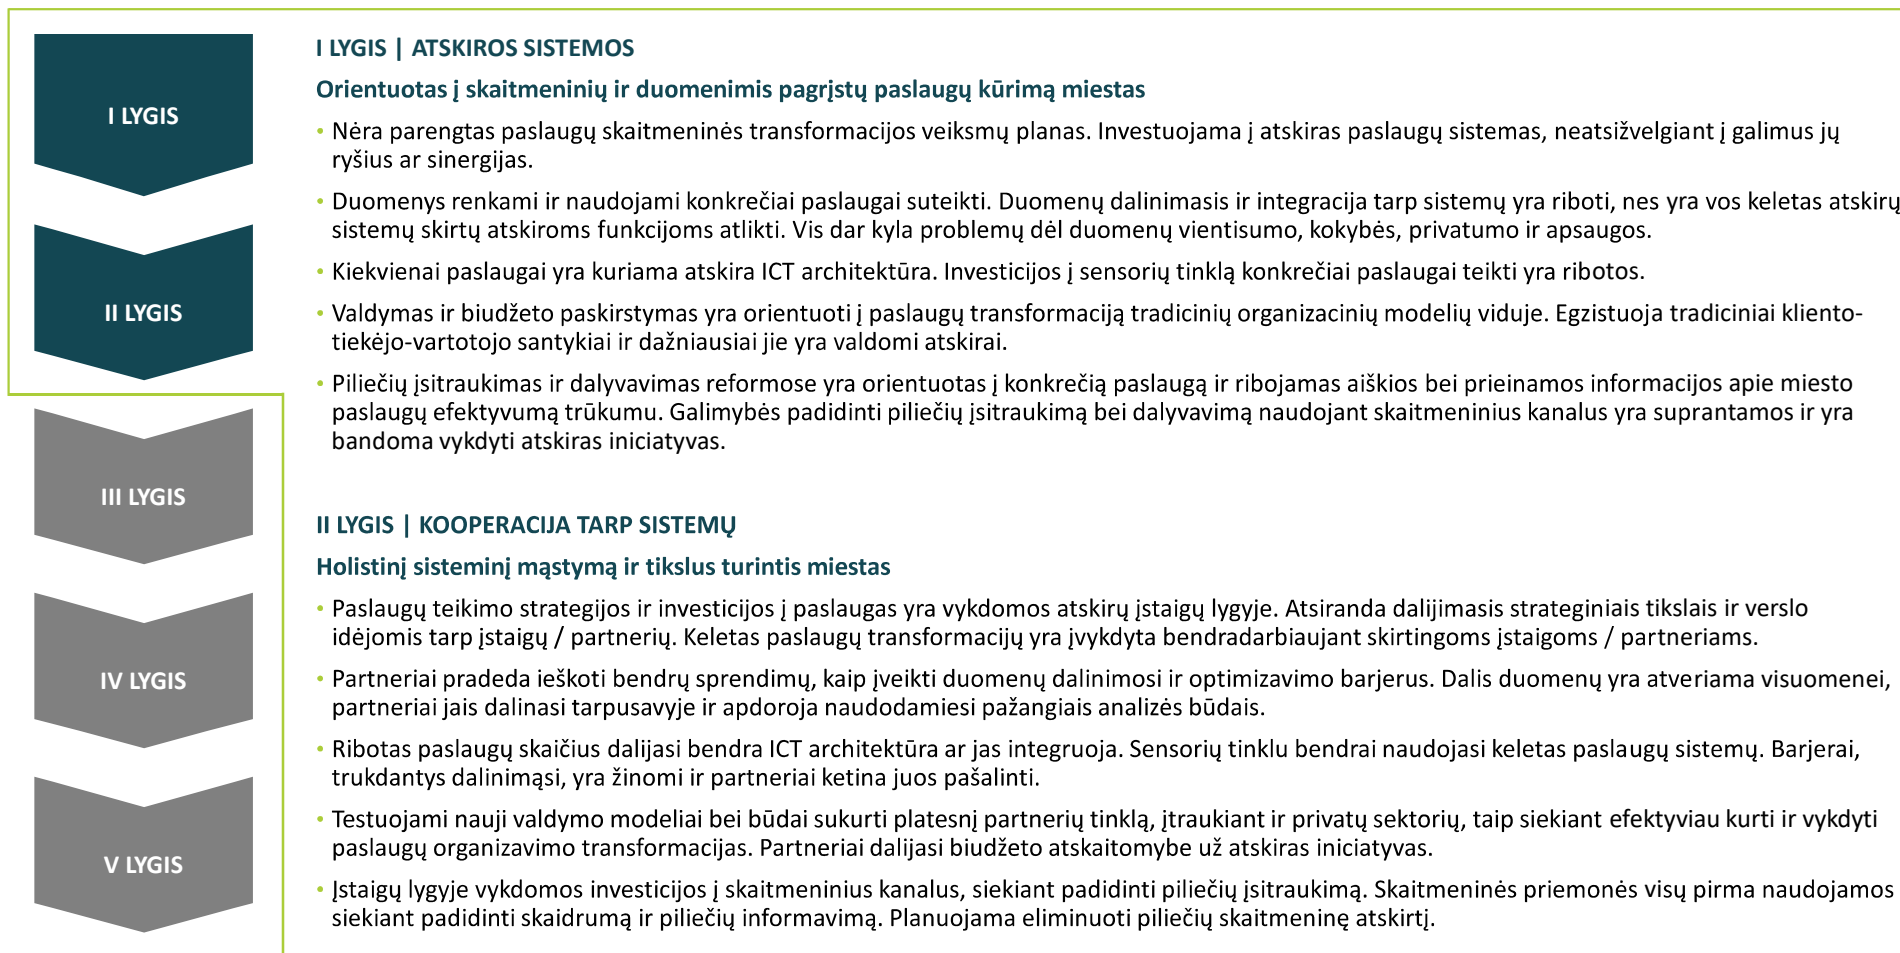 I LYGIS
II LYGIS
III LYGIS
IV LYGIS
V LYGIS
I LYGIS | ATSKIROS SISTEMOS
Orientuotas į skaitmeninių ir duomenimis pagrįstų paslaugų kūrimą miestas
• Nėra parengtas paslaugų skaitmeninės transformacijos veiksmų planas. Investuojama į atskiras paslaugų sistemas, neatsižvelgiant į galimus jų
ryšius ar sinergijas.
• Duomenys renkami ir naudojami konkrečiai paslaugai suteikti. Duomenų dalinimasis ir integracija tarp sistemų yra riboti, nes yra vos keletas atskirų
sistemų skirtų atskiroms funkcijoms atlikti. Vis dar kyla problemų dėl duomenų vientisumo, kokybės, privatumo ir apsaugos.
• Kiekvienai paslaugai yra kuriama atskira ICT architektūra. Investicijos į sensorių tinklą konkrečiai paslaugai teikti yra ribotos.
• Valdymas ir biudžeto paskirstymas yra orientuoti į paslaugų transformaciją tradicinių organizacinių modelių viduje. Egzistuoja tradiciniai kliento-
tiekėjo-vartotojo santykiai ir dažniausiai jie yra valdomi atskirai.
• Piliečių įsitraukimas ir dalyvavimas reformose yra orientuotas į konkrečią paslaugą ir ribojamas aiškios bei prieinamos informacijos apie miesto
paslaugų efektyvumą trūkumu. Galimybės padidinti piliečių įsitraukimą bei dalyvavimą naudojant skaitmeninius kanalus yra suprantamos ir yra
bandoma vykdyti atskiras iniciatyvas.
II LYGIS | KOOPERACIJA TARP SISTEMŲ
Holistinį sisteminį mąstymą ir tikslus turintis miestas
• Paslaugų teikimo strategijos ir investicijos į paslaugas yra vykdomos atskirų įstaigų lygyje. Atsiranda dalijimasis strateginiais tikslais ir verslo
idėjomis tarp įstaigų / partnerių. Keletas paslaugų transformacijų yra įvykdyta bendradarbiaujant skirtingoms įstaigoms / partneriams.
• Partneriai pradeda ieškoti bendrų sprendimų, kaip įveikti duomenų dalinimosi ir optimizavimo barjerus. Dalis duomenų yra atveriama visuomenei,
partneriai jais dalinasi tarpusavyje ir apdoroja naudodamiesi pažangiais analizės būdais.
• Ribotas paslaugų skaičius dalijasi bendra ICT architektūra ar jas integruoja. Sensorių tinklu bendrai naudojasi keletas paslaugų sistemų. Barjerai,
trukdantys dalinimąsi, yra žinomi ir partneriai ketina juos pašalinti.
• Testuojami nauji valdymo modeliai bei būdai sukurti platesnį partnerių tinklą, įtraukiant ir privatų sektorių, taip siekiant efektyviau kurti ir vykdyti
paslaugų organizavimo transformacijas. Partneriai dalijasi biudžeto atskaitomybe už atskiras iniciatyvas.
• Įstaigų lygyje vykdomos investicijos į skaitmeninius kanalus, siekiant padidinti piliečių įsitraukimą. Skaitmeninės priemonės visų pirma naudojamos
siekiant padidinti skaidrumą ir piliečių informavimą. Planuojama eliminuoti piliečių skaitmeninę atskirtį.